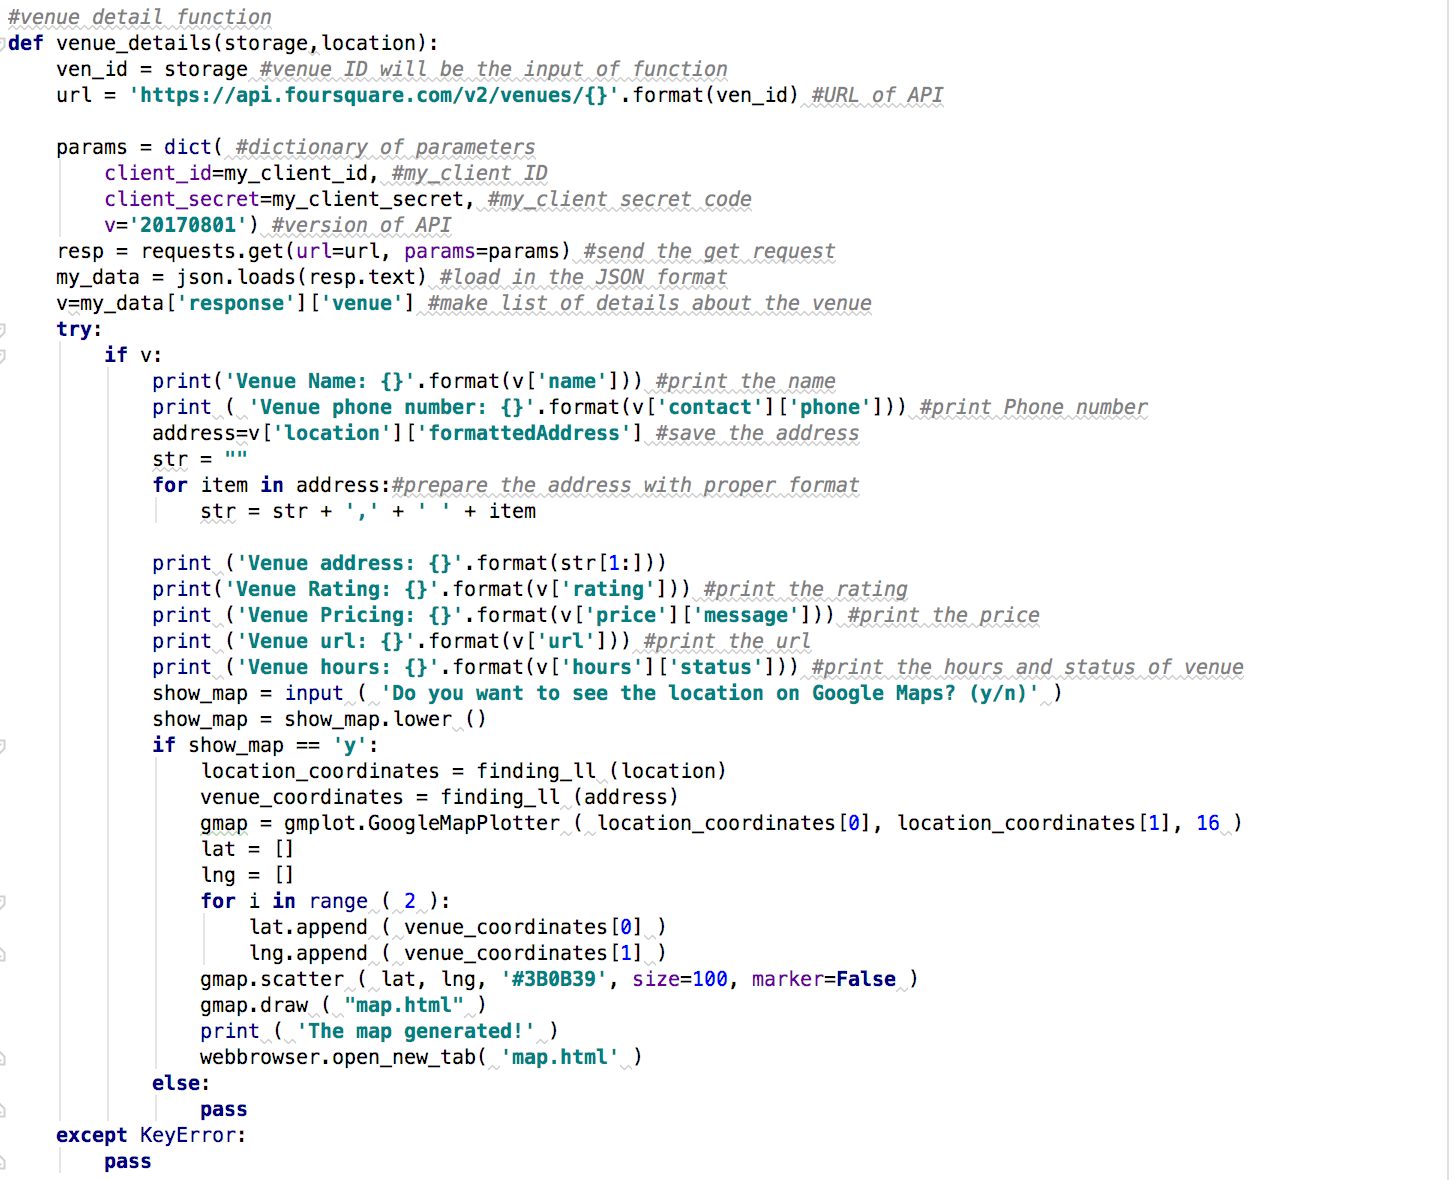 #venue detail function
def venue_details(storage,location):
    ven_id = storage #venue ID will be the input of function
    url = 'https://api.foursquare.com/v2/venues/{}'.format(ven_id) #URL of API

    params = dict( #dictionary of parameters
        client_id=my_client_id, #my_client ID
        client_secret=my_client_secret, #my_client secret code
        v='20170801') #version of API
    resp = requests.get(url=url, params=params) #send the get request
    my_data = json.loads(resp.text) #load in the JSON format
    v=my_data['response']['venue'] #make list of details about the venue
    try:
        if v:
            print('Venue Name: {}'.format(v['name'])) #print the name
            print ( 'Venue phone number: {}'.format(v['contact']['phone'])) #print Phone number
            address=v['location']['formattedAddress'] #save the address
            str = ""
            for item in address:#prepare the address with proper format
                str = str + ',' + ' ' + item

            print ('Venue address: {}'.format(str[1:]))
            print('Venue Rating: {}'.format(v['rating'])) #print the rating
            print ('Venue Pricing: {}'.format(v['price']['message'])) #print the price
            print ('Venue url: {}'.format(v['url'])) #print the url
            print ('Venue hours: {}'.format(v['hours']['status'])) #print the hours and status of venue
            show_map = input ( 'Do you want to see the location on Google Maps? (y/n)' )
            show_map = show_map.lower ()
            if show_map == 'y':
                location_coordinates = finding_ll (location)
                venue_coordinates = finding_ll (address)
                gmap = gmplot.GoogleMapPlotter ( location_coordinates[0], location_coordinates[1], 16 )
                lat = []
                lng = []
                for i in range ( 2 ):
                    lat.append ( venue_coordinates[0] )
                    lng.append ( venue_coordinates[1] )
                gmap.scatter ( lat, lng, '#3B0B39', size=100, marker=False )
                gmap.draw ( "map.html" )
                print ( 'The map generated!' )
                webbrowser.open_new_tab( 'map.html' )
            else:
                pass
    except KeyError:
        pass